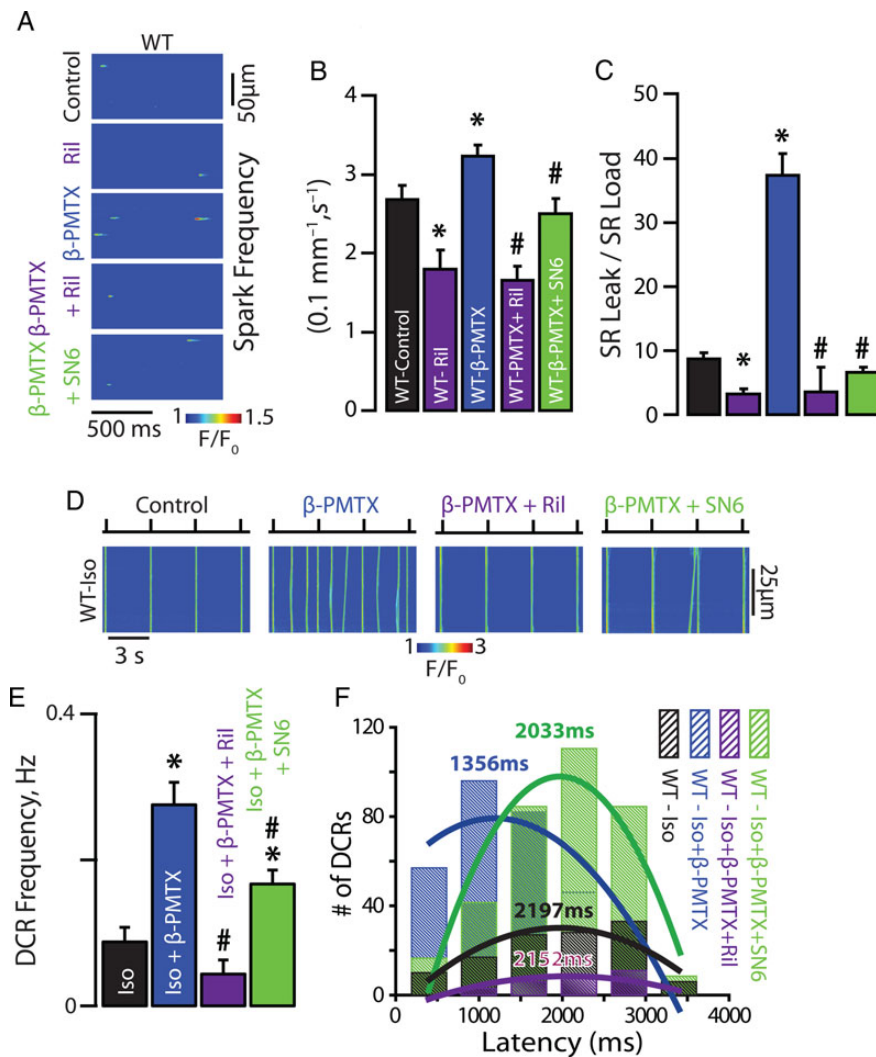 A
WT
Control
Ril
β-PMTX
β-PMTX
+ Ril
β-PMTX
+ SN6
50μm
Spark Frequency
500 ms
1
1.5
F/F0
B
(0.1 mm⁻¹,s⁻¹)
4
3
2
1
0
WT-Control
WT- Ril
WT-β-PMTX
WT-PMTX+ Ril
WT-β-PMTX+ SN6
*
*
#
#
C
SR Leak / SR Load
50
40
30
20
10
0
*
*
#
#
D
Control
β-PMTX
β-PMTX + Ril
β-PMTX + SN6
WT-Iso
25μm
3 s
1
3
F/F0
E
DCR Frequency, Hz
0.4
0
Iso
Iso + β-PMTX
Iso + β-PMTX + Ril
Iso + β-PMTX
+ SN6
*
#
#
*
F
# of DCRs
120
80
40
0
1356ms
2033ms
2197ms
2152ms
0
1000
2000
3000
4000
Latency (ms)
WT - Iso
WT - Iso+β-PMTX
WT - Iso+β-PMTX+Ril
WT - Iso+β-PMTX+SN6